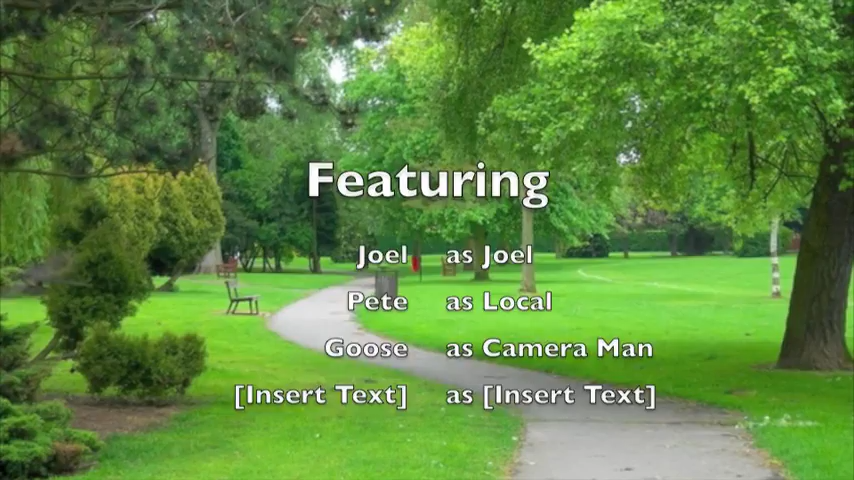 Featuring
Joel as Joel
Pete as Local
Goose as Camera Man
[Insert Text] as [Insert Text]